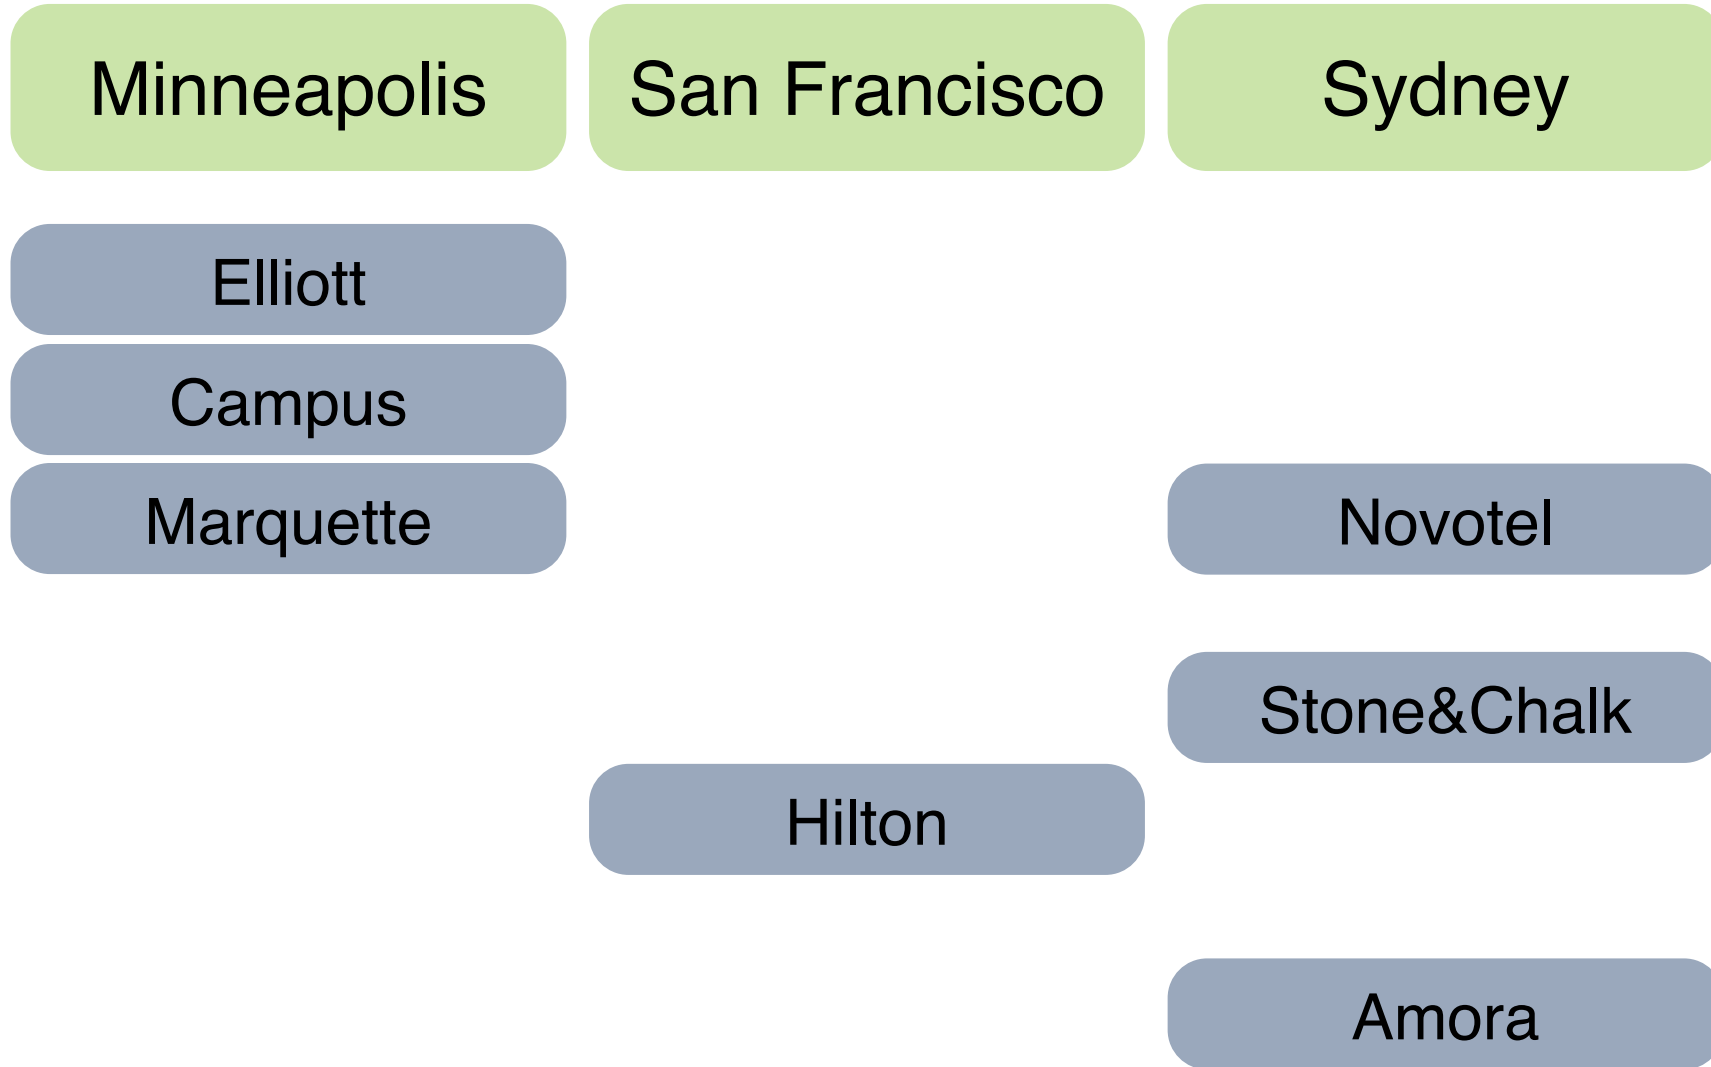 Minneapolis
San Francisco
Sydney
Elliott
Campus
Marquette
Novotel
Stone&Chalk
Hilton
Amora